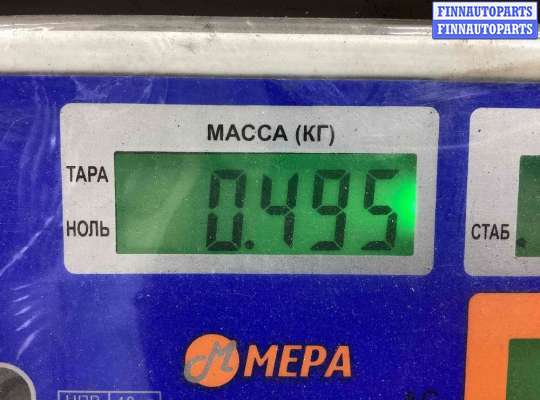 FINNAUTOPARTS
FINNAUTOPARTS
МАССА (КГ)
ТАРА
НОЛЬ
0.495
СТАБ
М МЕРА